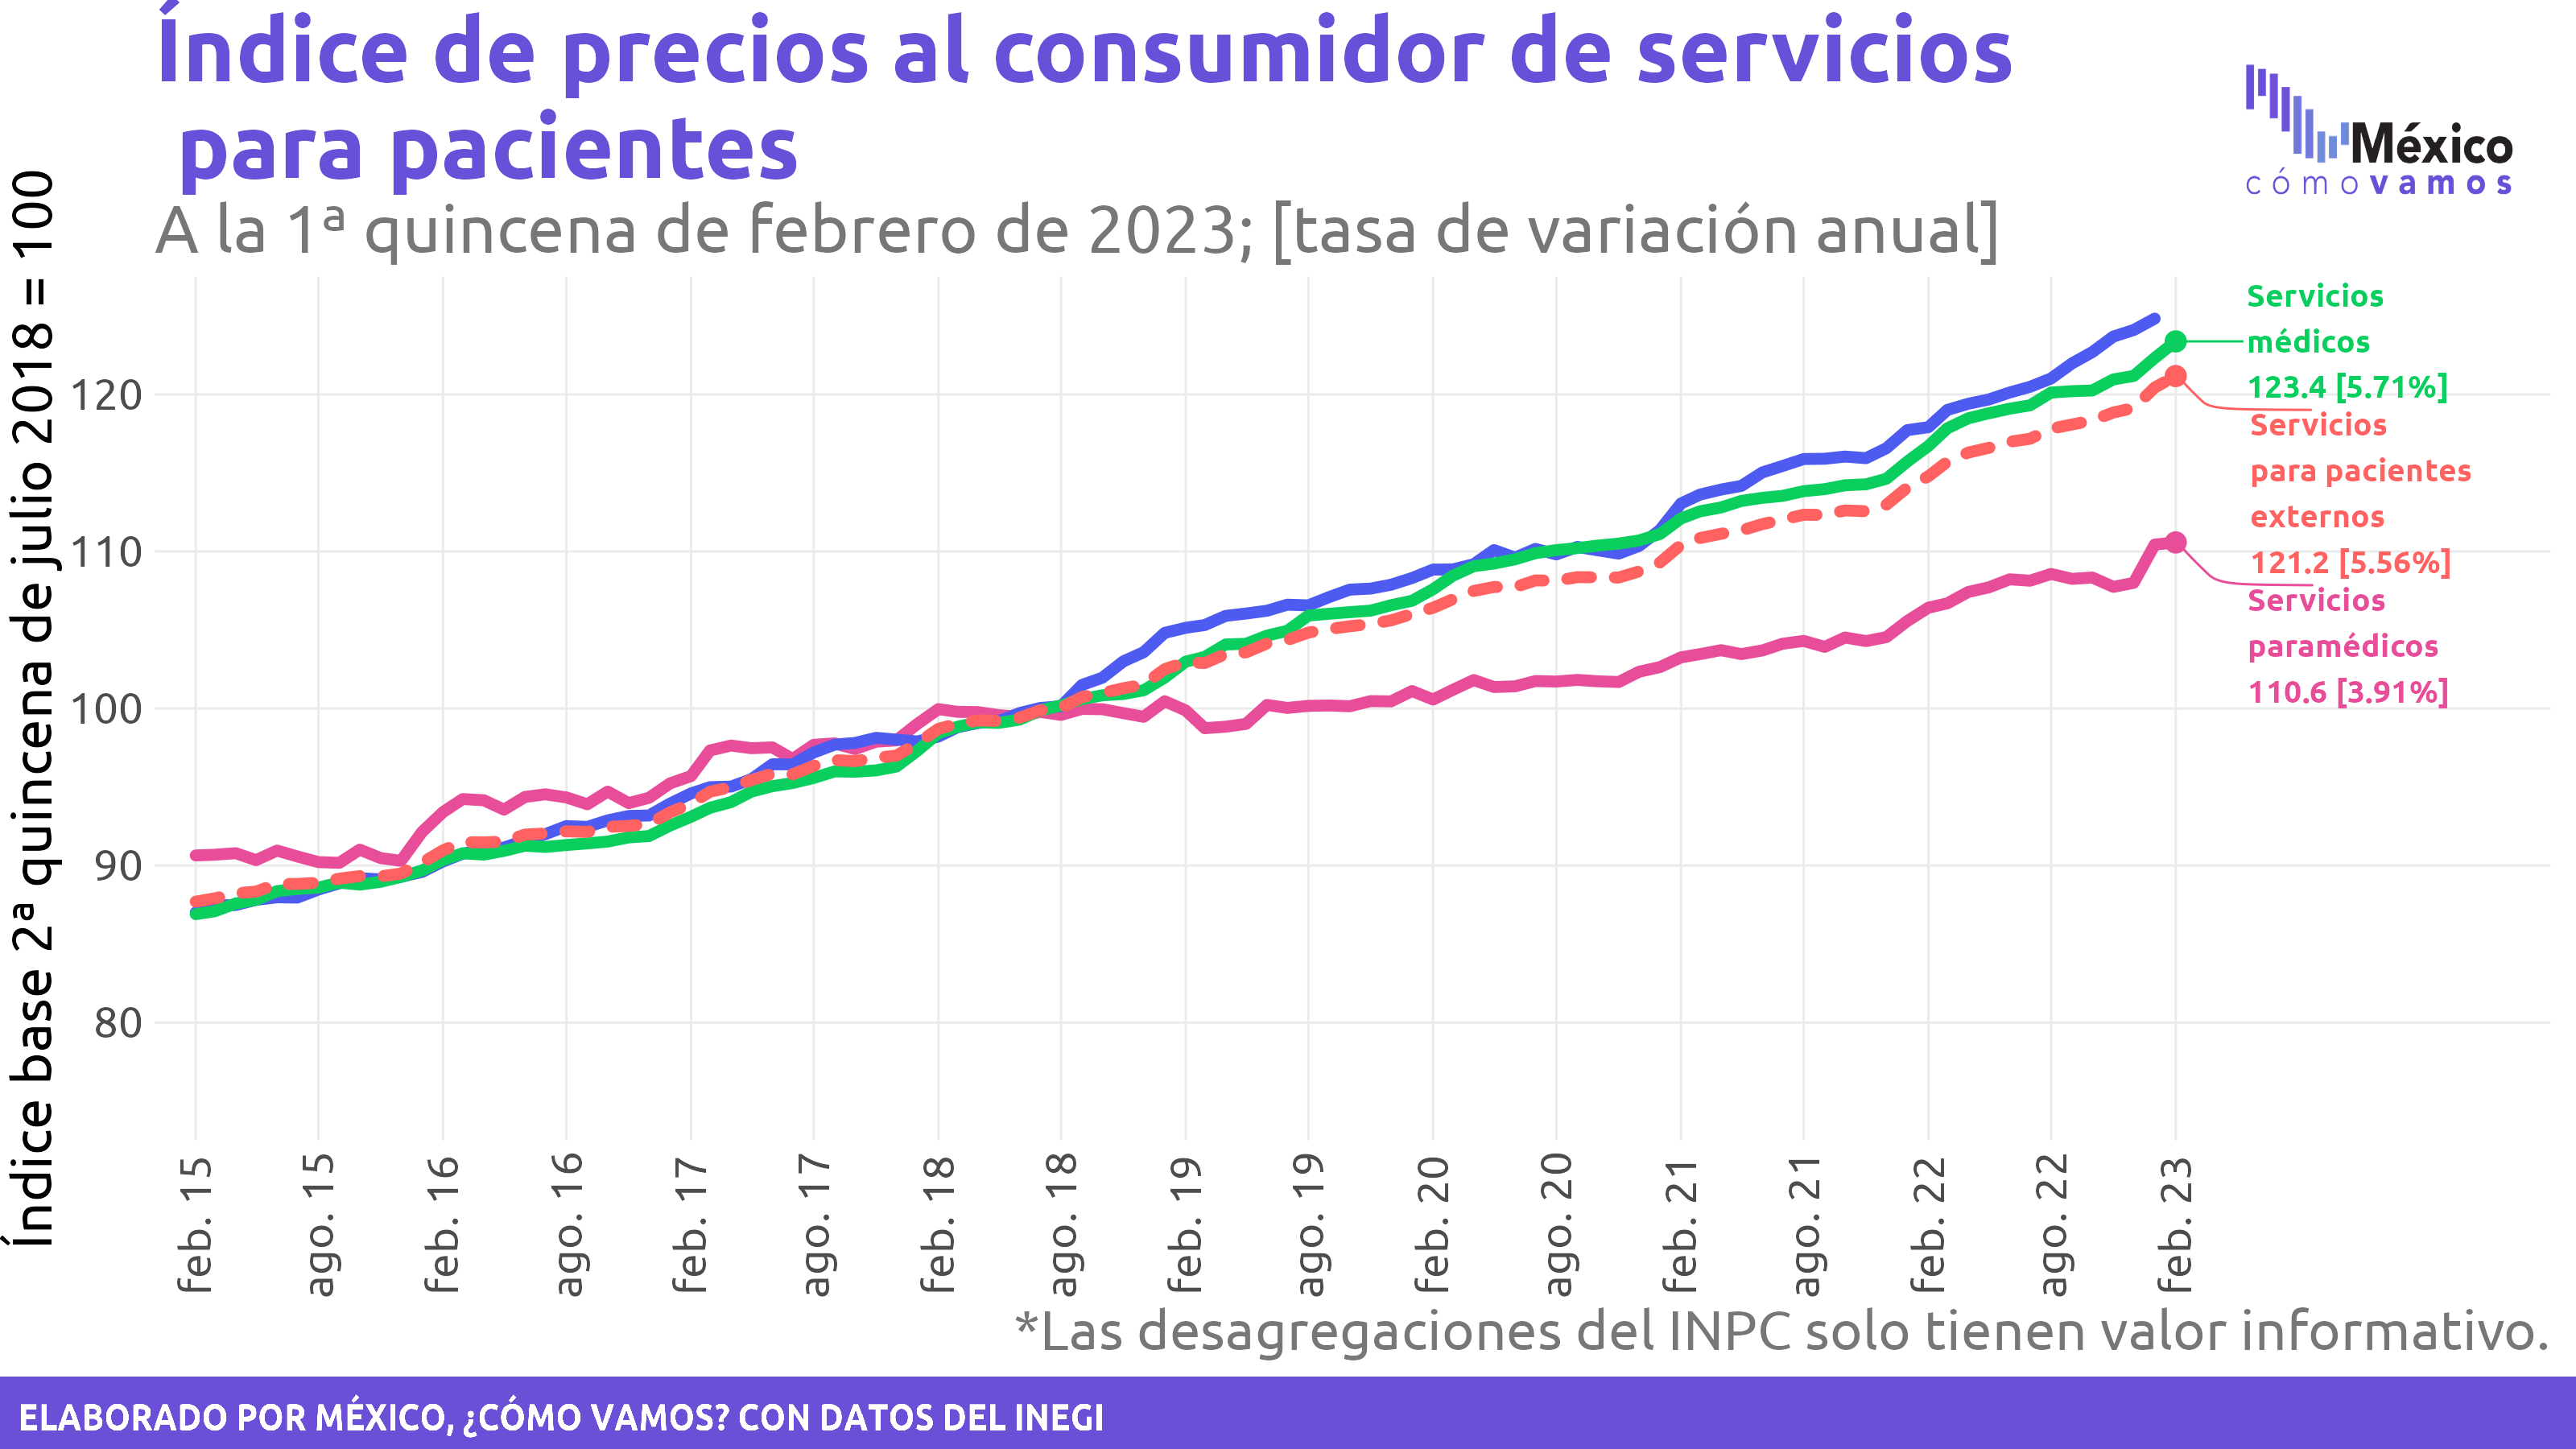 Índice de precios al consumidor de servicios
para pacientes
A la 1ª quincena de febrero de 2023; [tasa de variación anual]
México
cómo vamos
Índice base 2ª quincena de julio 2018 = 100
120
110
100
90
80
Servicios
médicos
123.4 [5.71%]
Servicios
para pacientes
externos
121.2 [5.56%]
Servicios
paramédicos
110.6 [3.91%]
feb. 15
ago. 15
feb. 16
ago. 16
feb. 17
ago. 17
feb. 18
ago. 18
feb. 19
ago. 19
feb. 20
ago. 20
feb. 21
ago. 21
feb. 22
ago. 22
feb. 23
*Las desagregaciones del INPC solo tienen valor informativo.
ELABORADO POR MÉXICO, ¿CÓMO VAMOS? CON DATOS DEL INEGI